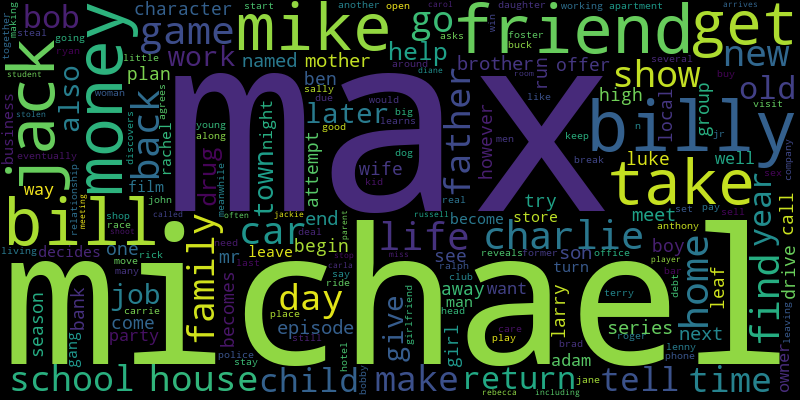 max
michael
friend
get
mike
go
bob
character
game
money
jack
also
back
work
plan
named
mother
help
later
father
brother
offer
run
show
new
old
billy
take
high
group
local
luke
well
year
bill
car
town
night
drug
wife
attempt
end
begin
life
charlie
meet
boy
try
store
family
job
day
episode
give
away
see
become
however
girl
man
want
son
turn
series
adam
larry
home
next
leaf
find
drive
call
owner
school
house
child
make
return
tell
time
season
gang
bank
party
come
way
one
decides
becomes
leave
mr
film
rachel
ben
sally
business
discovers
relationship
student
eventually
stolen
steal
together
making
going
ryan
little
woman
start
another
open
carol
daughter
working
apartment
arrives
asks
win
foster
buck
around
diane
room
like
several
buy
visit
agrees
young
along
meanwhile
due
would
good
big
learns
dog
kid
real
men
break
keep
jr
n
sex
company
john
called
often
jackie
parent
russell
shop
race
meeting
living
move
many
rick
carrie
need
last
deal
say
ride
place
still
police
stay
hotel
bobby
stop
carla
girlfriend
miss
ralph
club
head
care
play
reveals
former
office
terry
brad
roger
debt
lenny
phone
bar
player
set
pay
sell
anthony
leaving
jane
rebecca
including